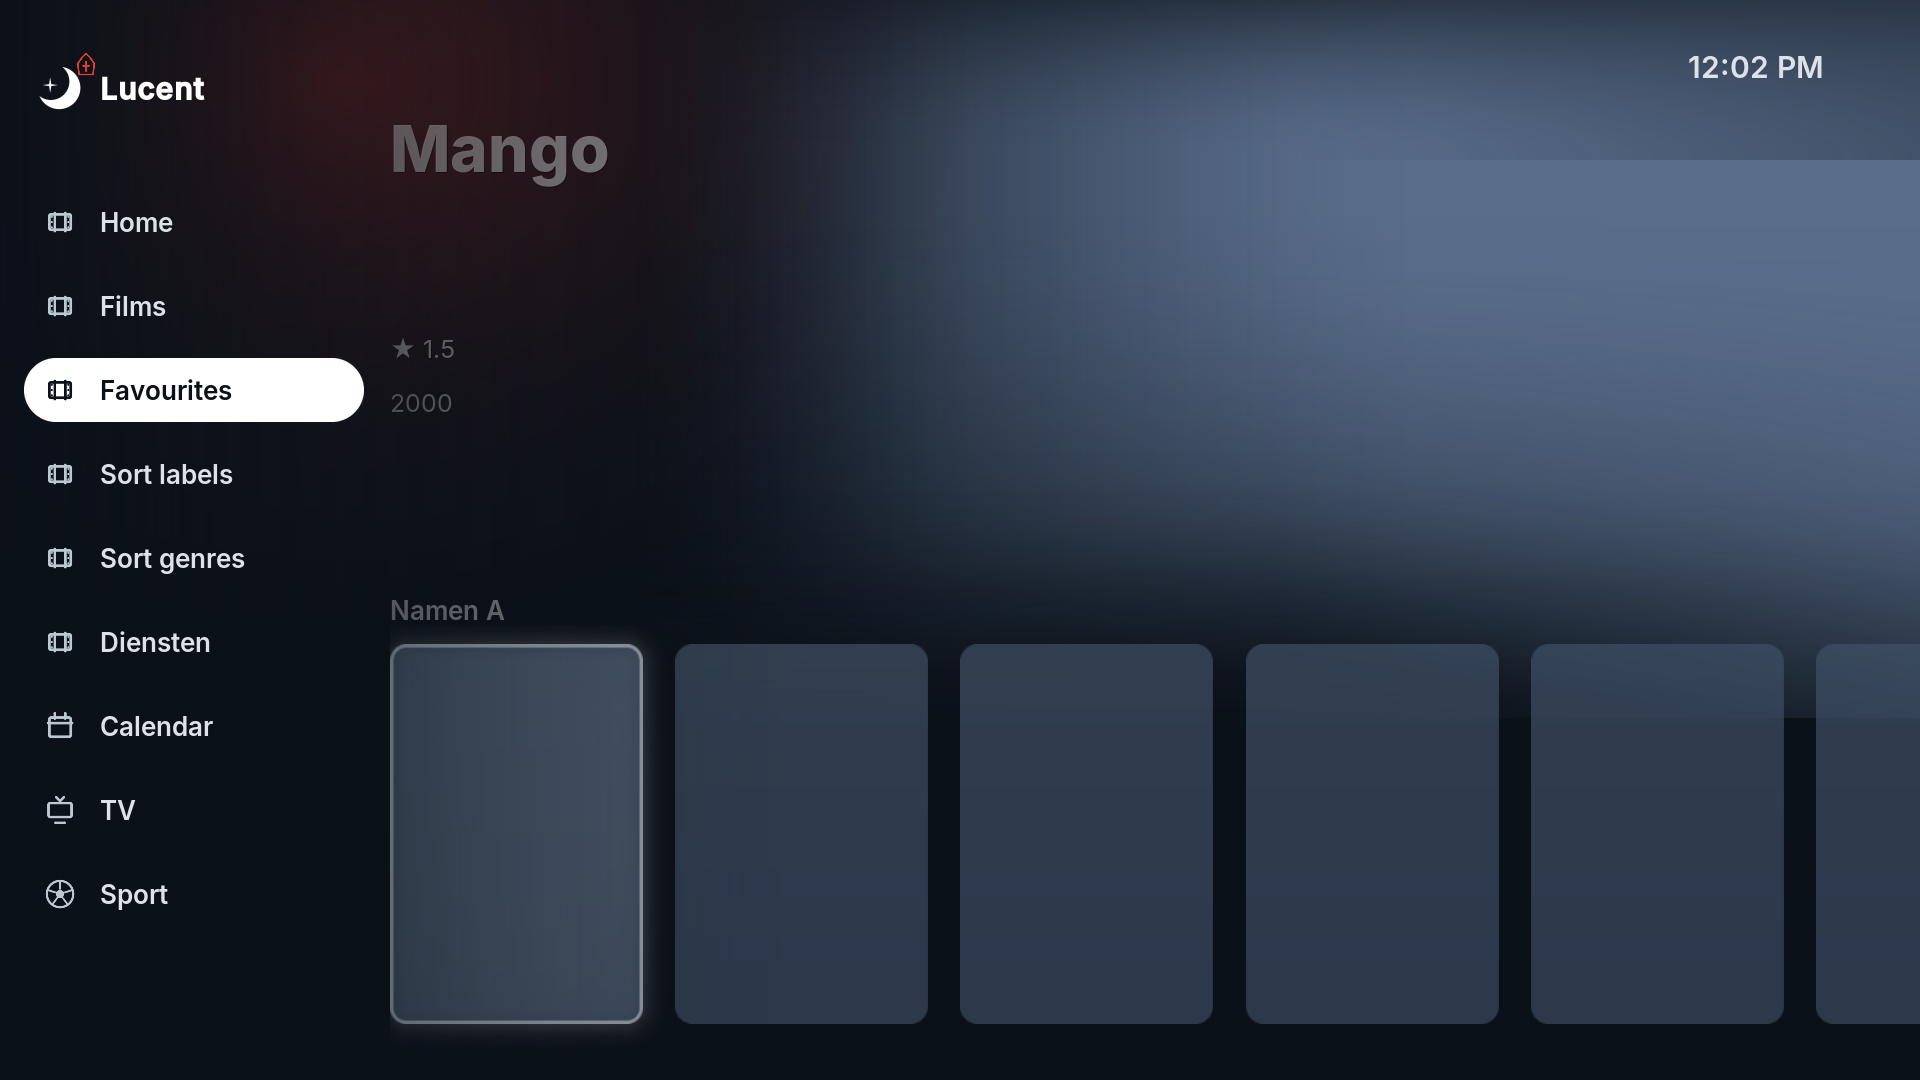 Lucent
12:02 PM
Mango
Home
Films
★ 1.5
Favourites
2000
Sort labels
Sort genres
Namen A
Diensten
Calendar
TV
Sport